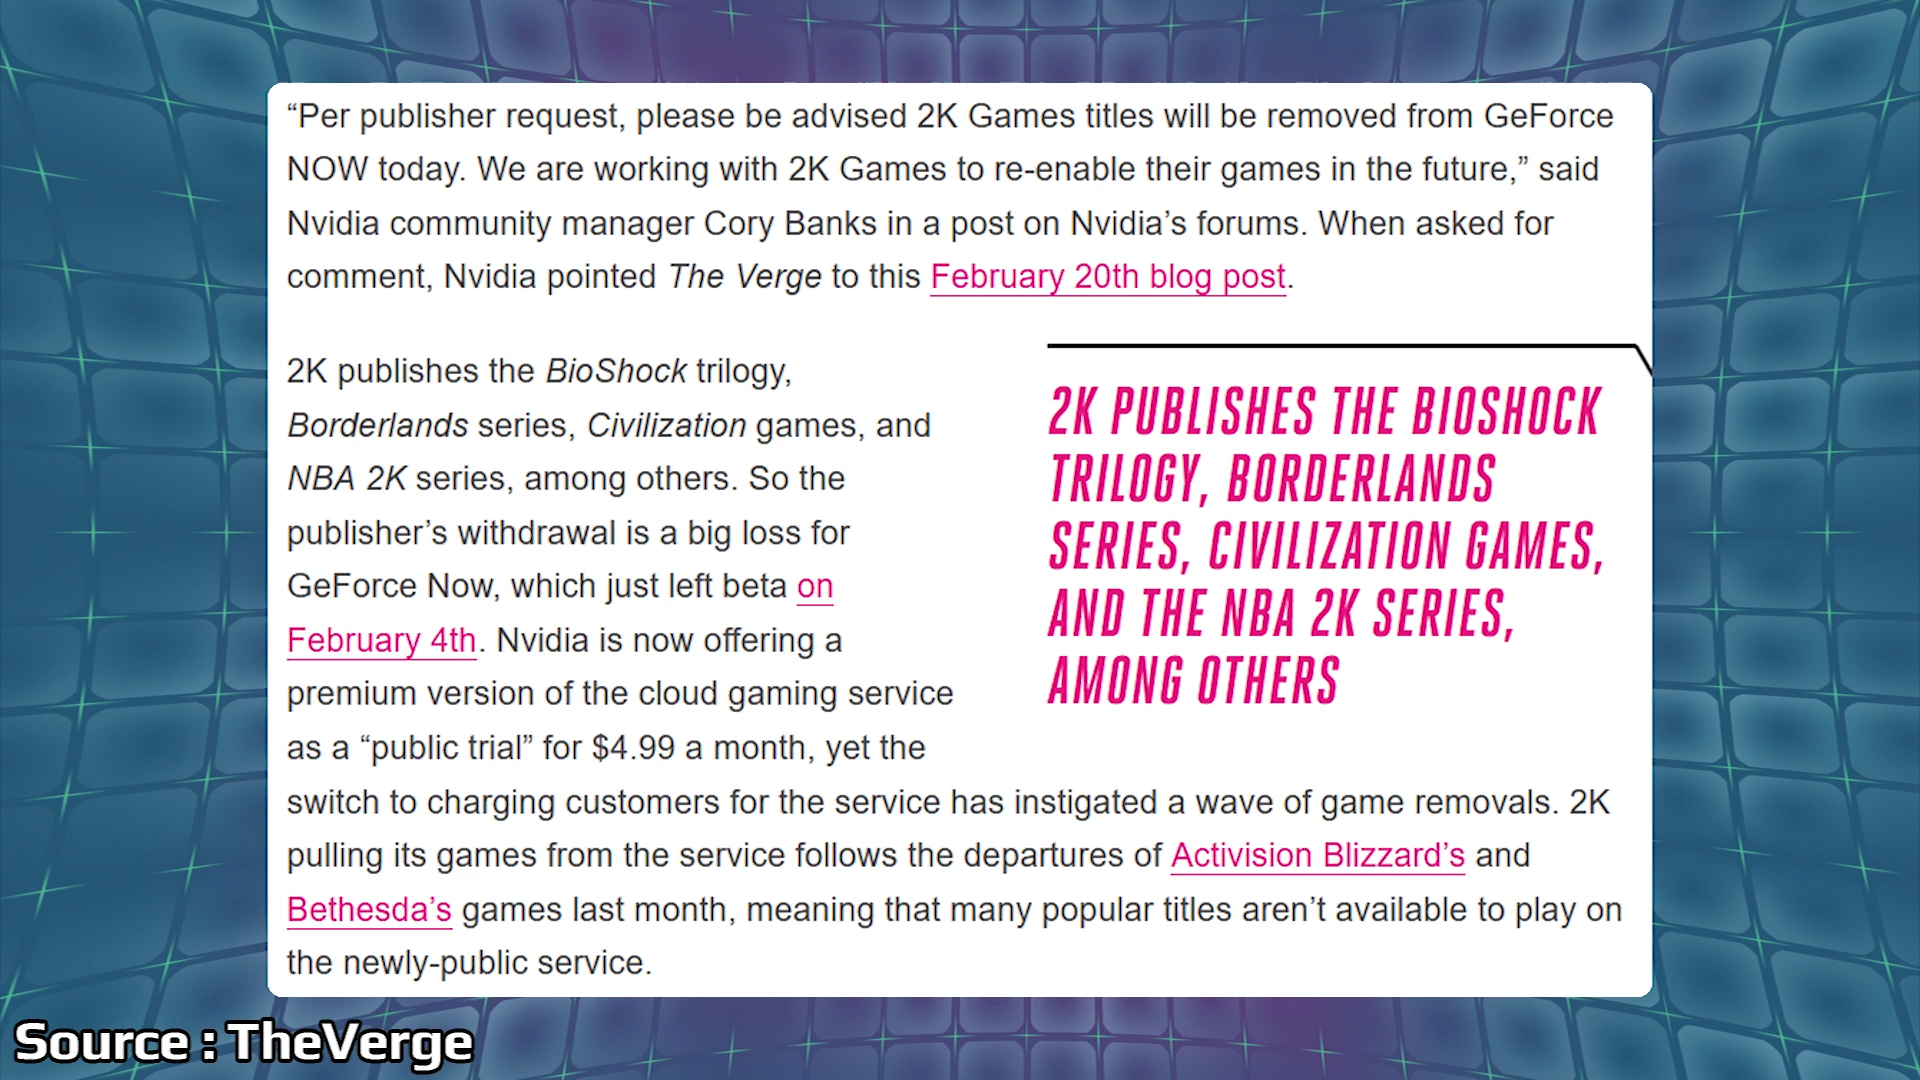 “Per publisher request, please be advised 2K Games titles will be removed from GeForce
NOW today. We are working with 2K Games to re-enable their games in the future,” said
Nvidia community manager Cory Banks in a post on Nvidia’s forums. When asked for
comment, Nvidia pointed The Verge to this February 20th blog post.
2K publishes the BioShock trilogy,
Borderlands series, Civilization games, and
NBA 2K series, among others. So the
publisher’s withdrawal is a big loss for
GeForce Now, which just left beta on
February 4th. Nvidia is now offering a
premium version of the cloud gaming service
as a “public trial” for $4.99 a month, yet the
switch to charging customers for the service has instigated a wave of game removals. 2K
pulling its games from the service follows the departures of Activision Blizzard’s and
Bethesda’s games last month, meaning that many popular titles aren’t available to play on
the newly-public service.
2K PUBLISHES THE BIOSHOCK
TRILOGY, BORDERLANDS
SERIES, CIVILIZATION GAMES,
AND THE NBA 2K SERIES,
AMONG OTHERS
Source : TheVerge